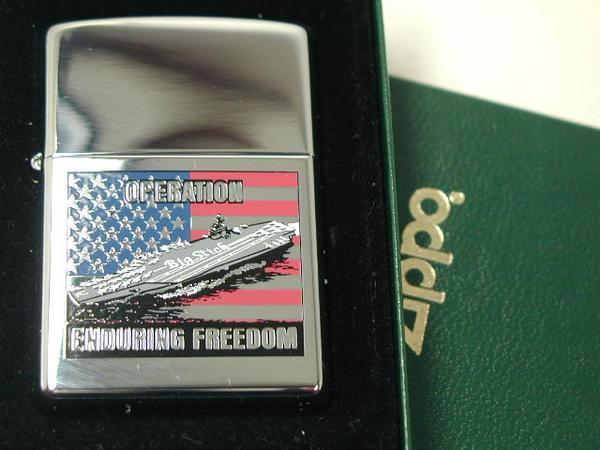 OPERATION
Big Stick
ENDURING FREEDOM
Zippo